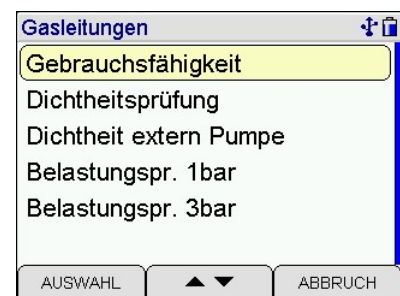 Gasleitungen
Gebrauchsfähigkeit
Dichtheitsprüfung
Dichtheit extern Pumpe
Belastungspr. 1bar
Belastungspr. 3bar
AUSWAHL ▲ ▼ ABBRUCH